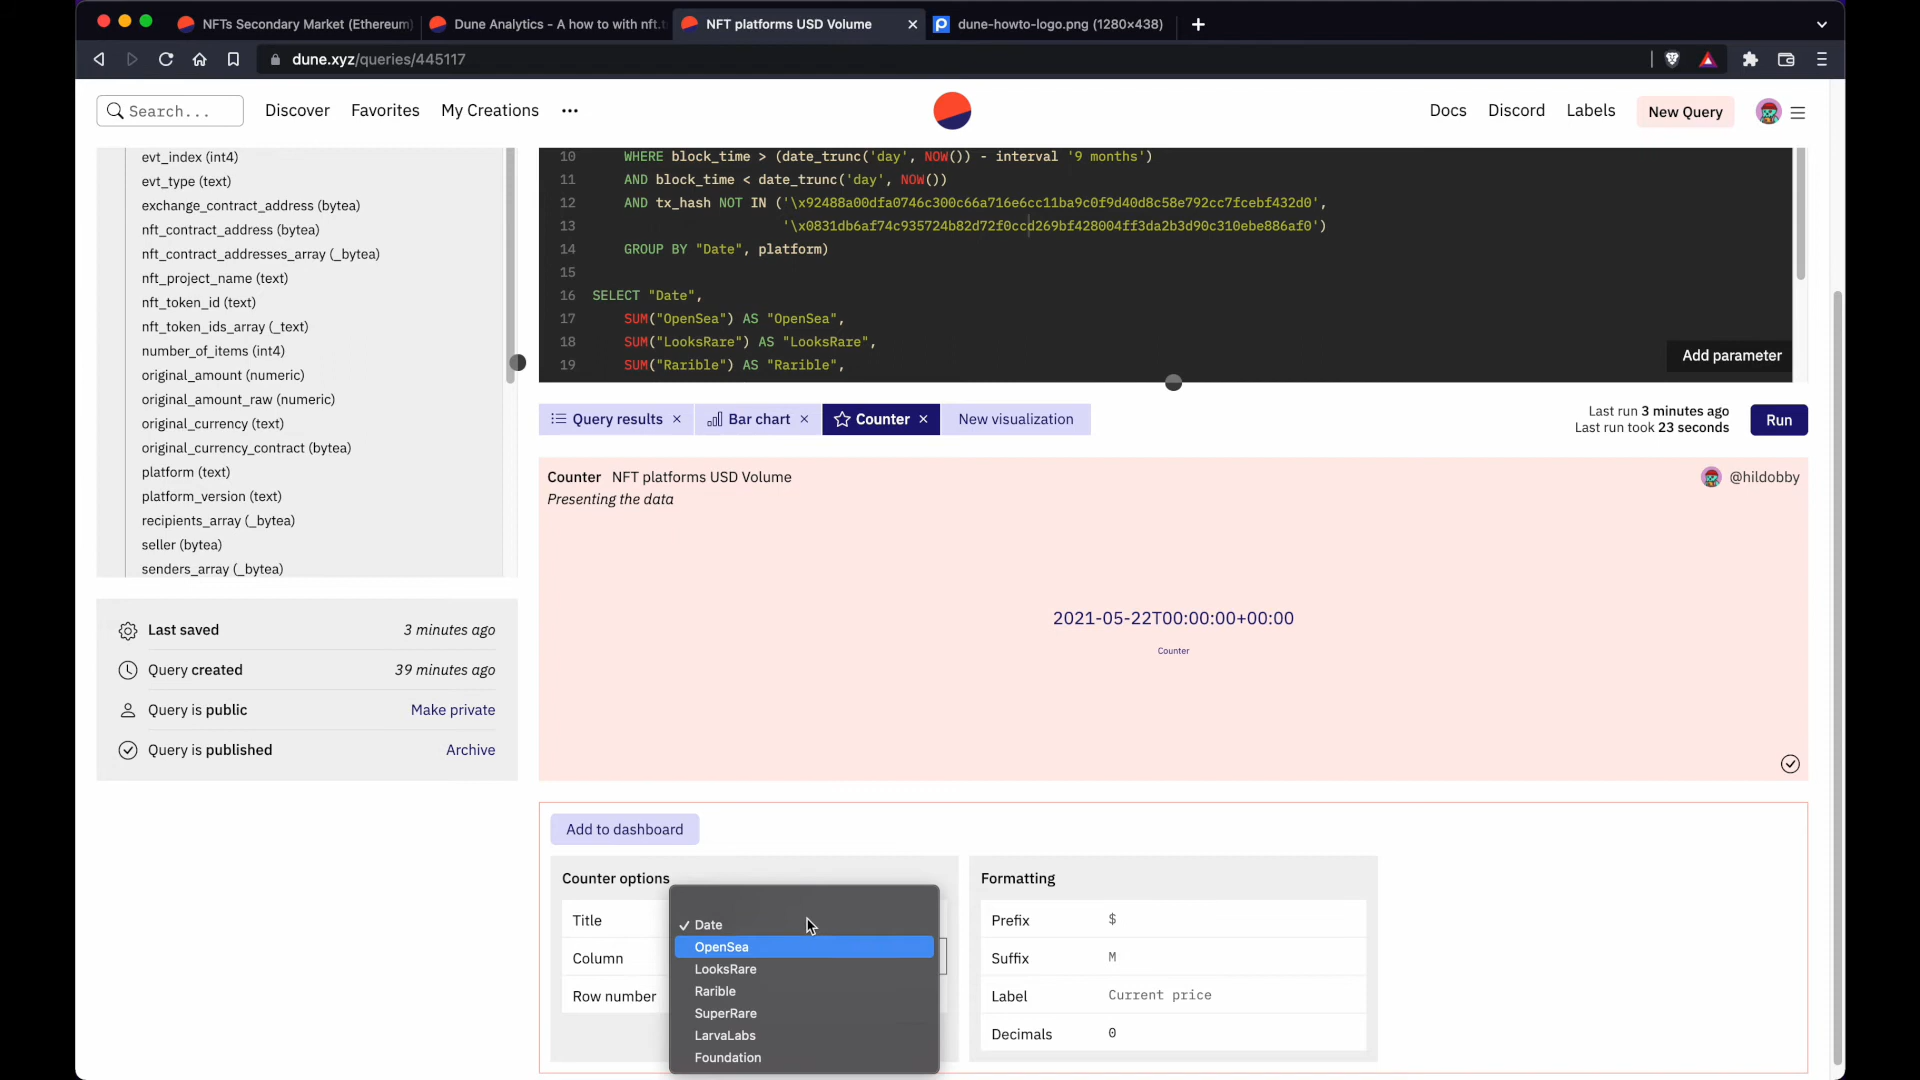 NFTs Secondary Market (Ethereum)
Dune Analytics - A how to with nft.t
NFT platforms USD Volume
dune-howto-logo.png (1280×438)
dune.xyz/queries/445117
Search...
Discover
Favorites
My Creations
Docs
Discord
Labels
New Query
evt_index (int4)
evt_type (text)
exchange_contract_address (bytea)
nft_contract_address (bytea)
nft_contract_addresses_array (_bytea)
nft_project_name (text)
nft_token_id (text)
nft_token_ids_array (_text)
number_of_items (int4)
original_amount (numeric)
original_amount_raw (numeric)
original_currency (text)
original_currency_contract (bytea)
platform (text)
platform_version (text)
recipients_array (_bytea)
seller (bytea)
senders_array (_bytea)
10 WHERE block_time > (date_trunc('day', NOW()) - interval '9 months')
11 AND block_time < date_trunc('day', NOW())
12 AND tx_hash NOT IN ('\x92488a00dfa0746c300c66a716e6cc11ba9c0f9d40d8c58e792cc7fcebf432d0',
13 '\x0831db6af74c935724b82d72f0ccd269bf428004ff3da2b3d90c310ebe886af0')
14 GROUP BY "Date", platform)
15
16 SELECT "Date",
17 SUM("OpenSea") AS "OpenSea",
18 SUM("LooksRare") AS "LooksRare",
19 SUM("Rarible") AS "Rarible",
Add parameter
Query results
Bar chart
Counter
New visualization
Last run 3 minutes ago
Last run took 23 seconds
Run
Counter NFT platforms USD Volume
Presenting the data
@hildobby
2021-05-22T00:00:00+00:00
Counter
Last saved 3 minutes ago
Query created 39 minutes ago
Query is public Make private
Query is published Archive
Add to dashboard
Counter options
Title
Column
Row number
Date
OpenSea
LooksRare
Rarible
SuperRare
LarvaLabs
Foundation
Formatting
Prefix $
Suffix M
Label Current price
Decimals 0